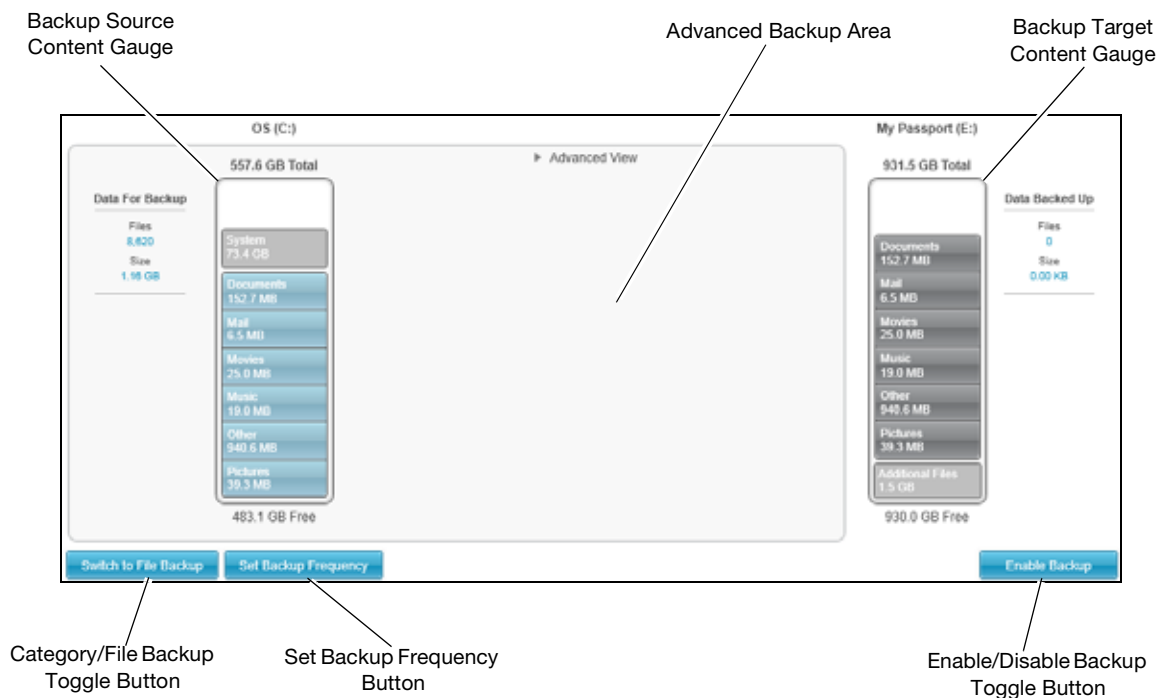 Backup Source
Content Gauge
Advanced Backup Area
Backup Target
Content Gauge
OS (C:)
My Passport (E:)
557.6 GB Total
Advanced View
931.5 GB Total
Data For Backup
Files
8,620
Size
1.16 GB
System
73.4 GB
Documents
152.7 MB
Mail
6.5 MB
Movies
25.0 MB
Music
19.0 MB
Other
940.6 MB
Pictures
39.3 MB
483.1 GB Free
Documents
152.7 MB
Mail
6.5 MB
Movies
25.0 MB
Music
19.0 MB
Other
940.6 MB
Pictures
39.3 MB
Additional Files
1.5 GB
930.0 GB Free
Data Backed Up
Files
0
Size
0.00 KB
Switch to File Backup
Set Backup Frequency
Enable Backup
Category/File Backup
Toggle Button
Set Backup Frequency
Button
Enable/Disable Backup
Toggle Button